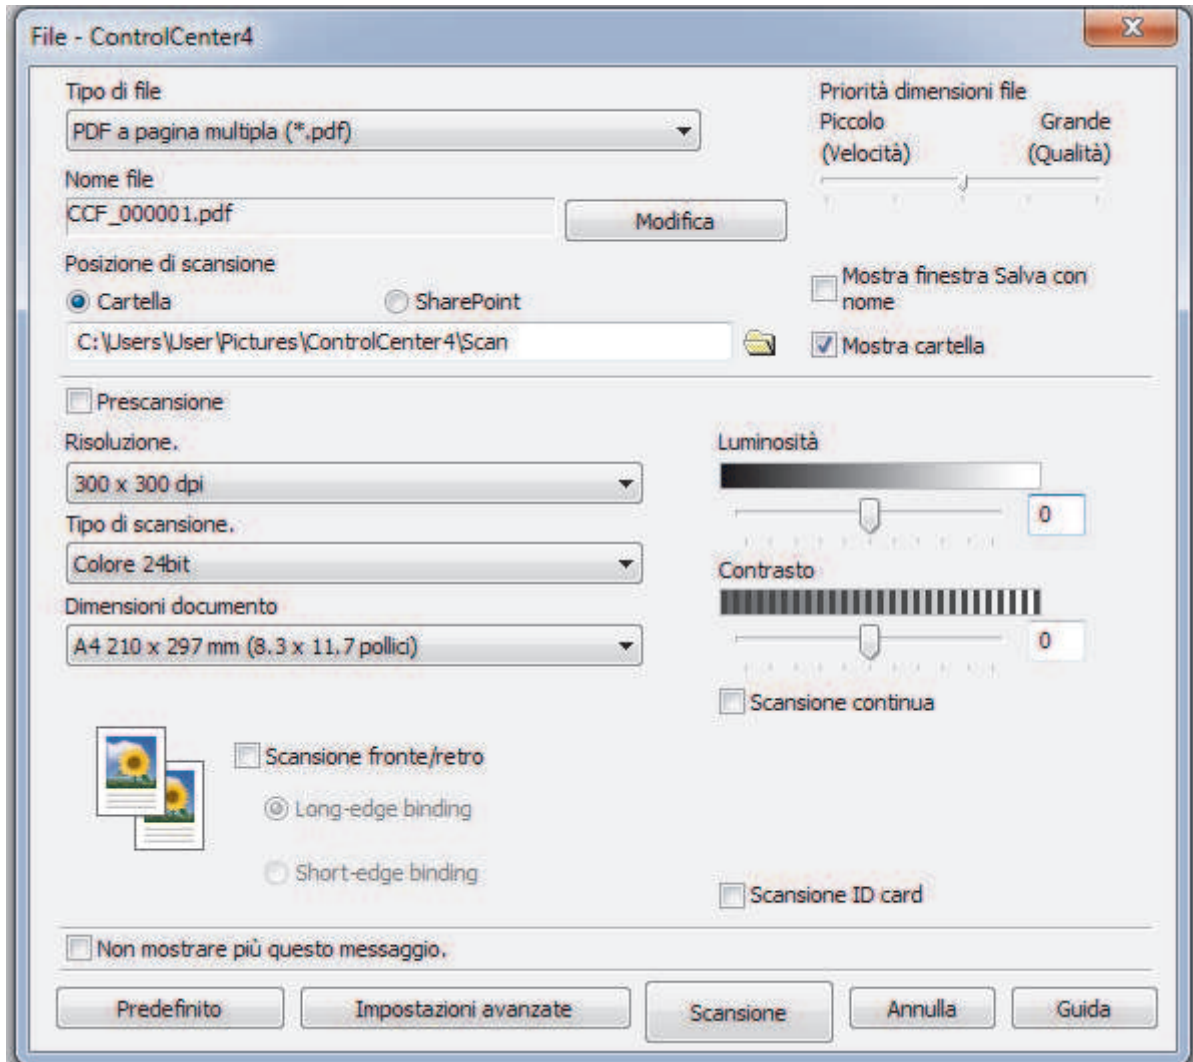 File - ControlCenter4
Tipo di file
PDF a pagina multipla (*.pdf)
Nome file
CCF_000001.pdf
Modifica
Priorità dimensioni file
Piccolo Grande
(Velocità) (Qualità)
Posizione di scansione
Cartella SharePoint
C:\Users\User\Pictures\ControlCenter4\Scan
Mostra finestra Salva con
nome
Mostra cartella
Prescansione
Risoluzione.
300 x 300 dpi
Tipo di scansione.
Colore 24bit
Dimensioni documento
A4 210 x 297 mm (8.3 x 11.7 pollici)
Luminosità
0
Contrasto
0
Scansione continua
Scansione fronte/retro
Long-edge binding
Short-edge binding
Scansione ID card
Non mostrare più questo messaggio.
Predefinito Impostazioni avanzate Scansione Annulla Guida